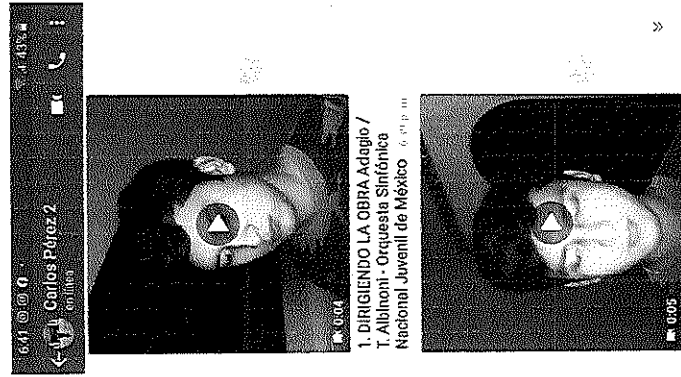 6:41
43%
Carlos Pérez 2
en línea
0:04
1. DIRIGIENDO LA OBRA Adagio /
T. Albinoni - Orquesta Sinfónica
Nacional Juvenil de México
0:05